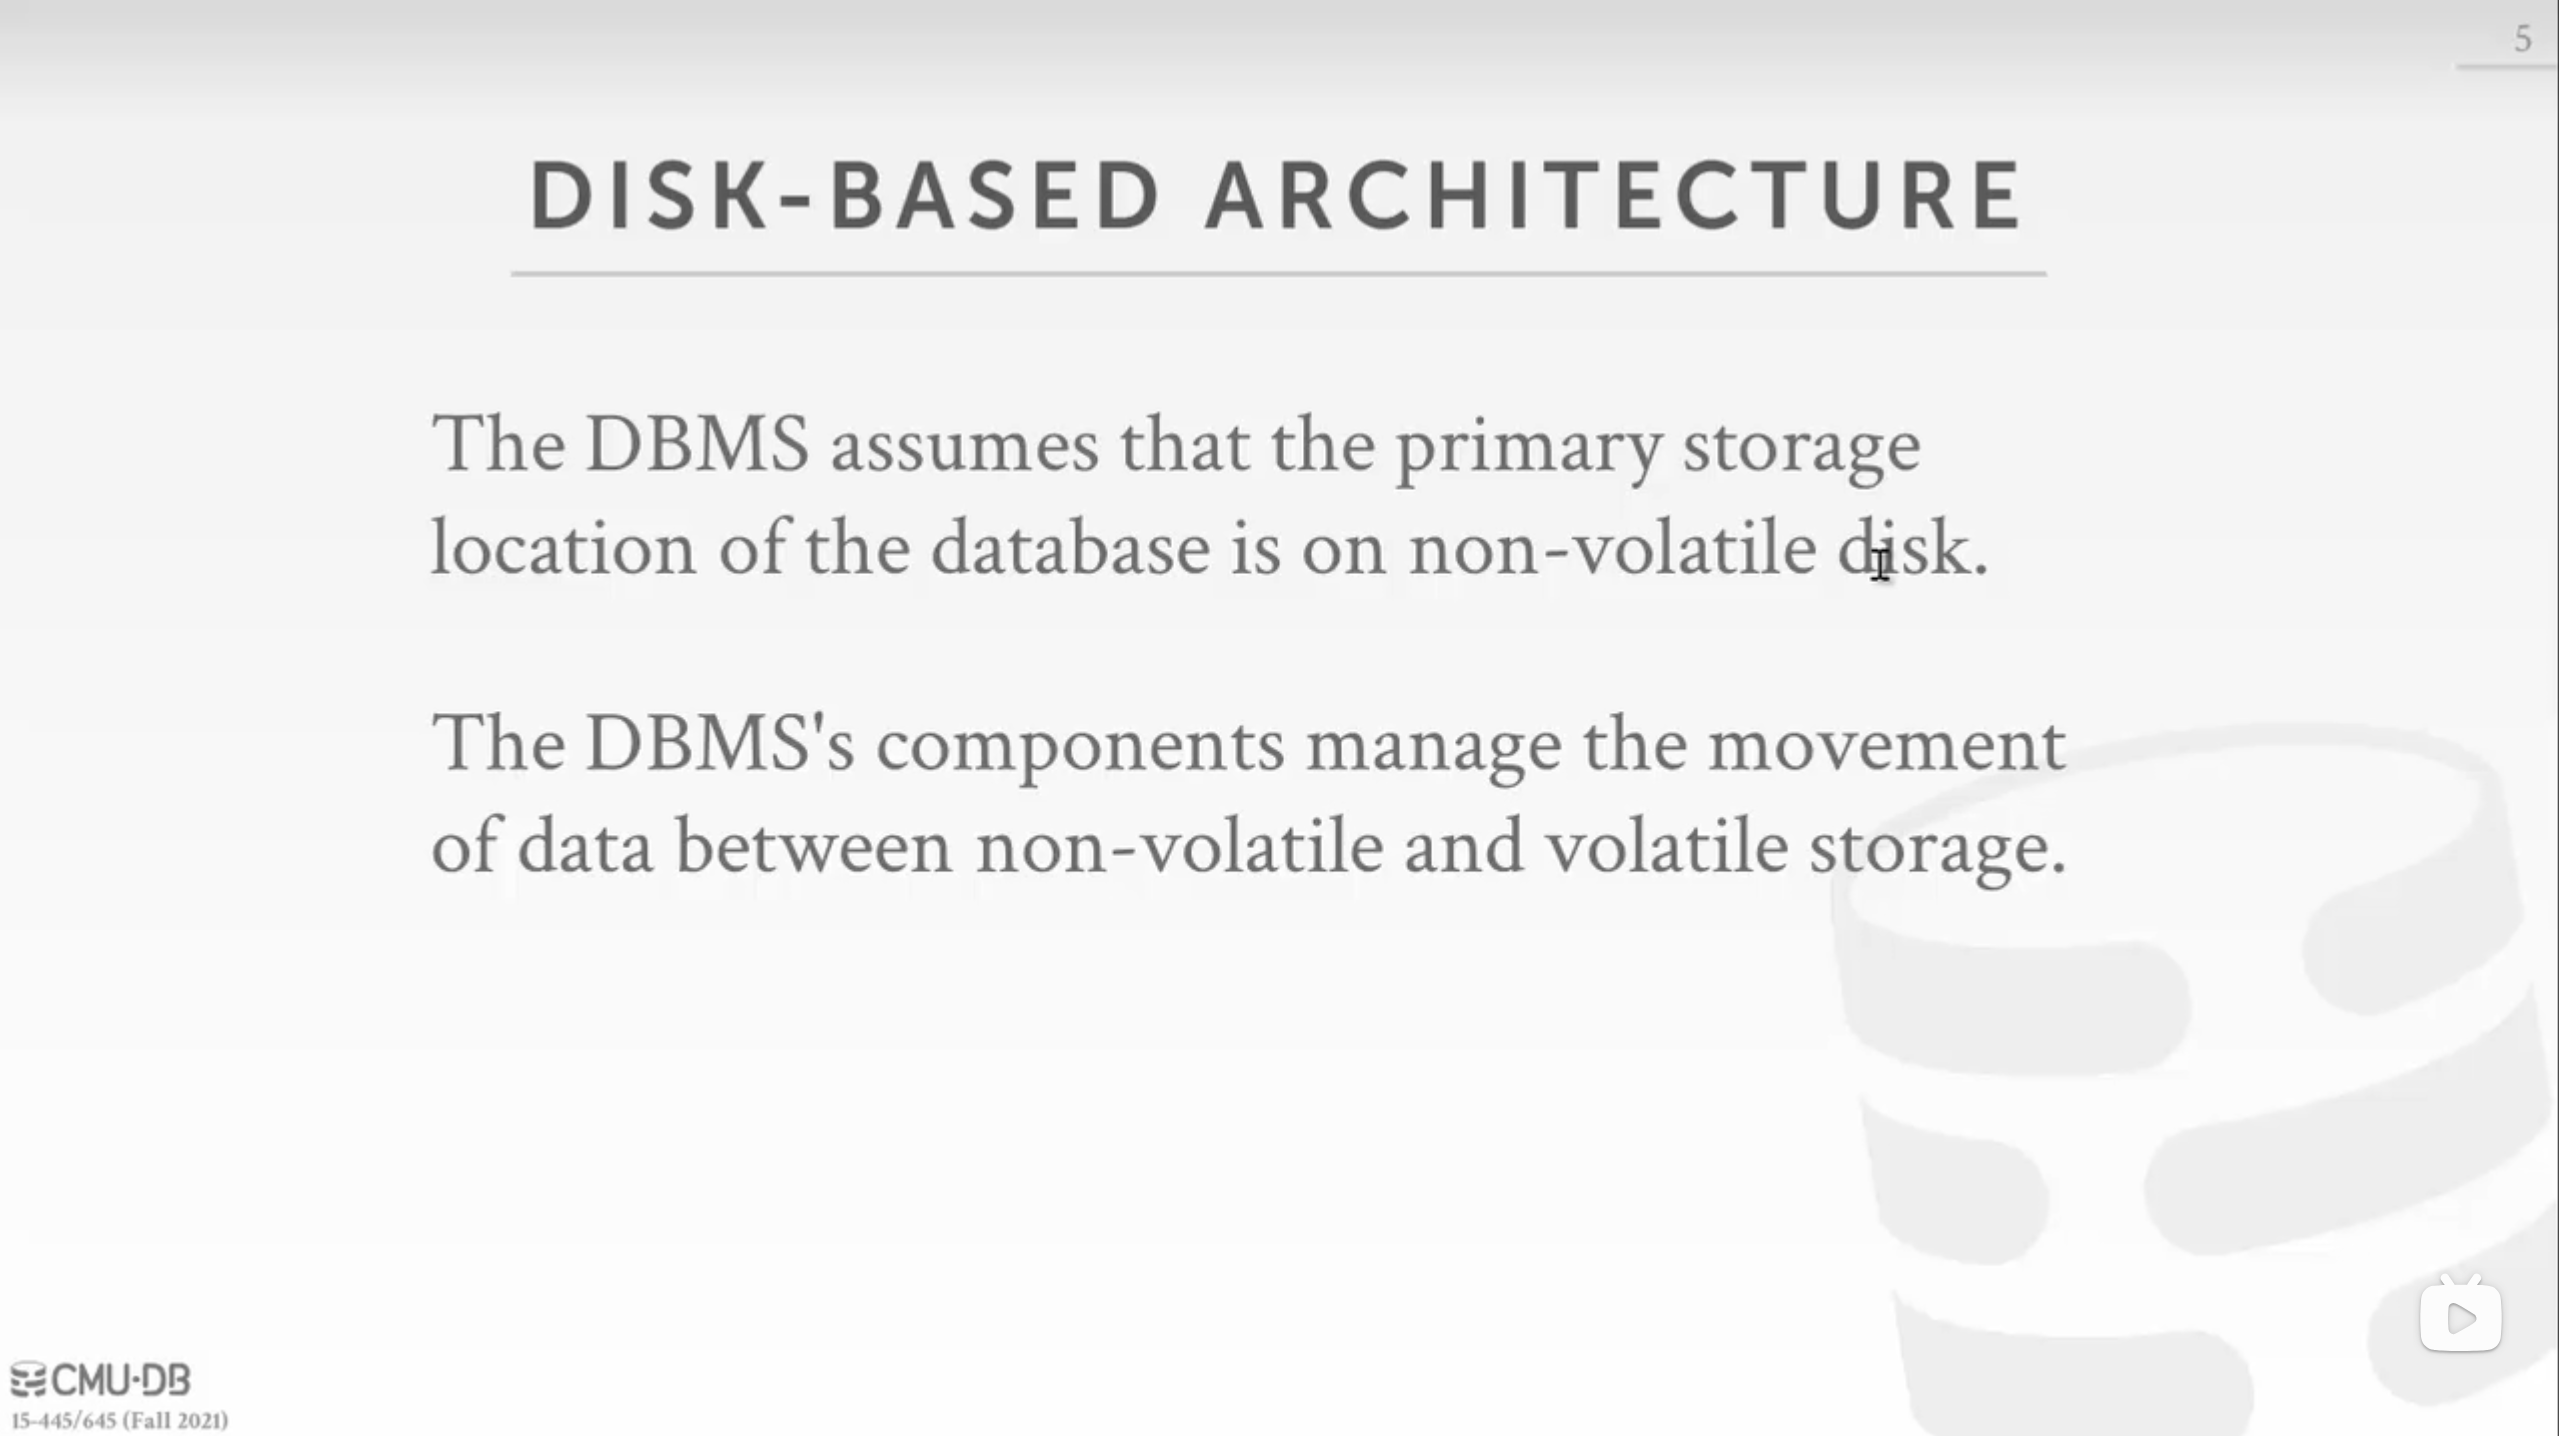 5
DISK-BASED ARCHITECTURE
The DBMS assumes that the primary storage
location of the database is on non-volatile disk.
The DBMS's components manage the movement
of data between non-volatile and volatile storage.
CMU·DB
15-445/645 (Fall 2021)